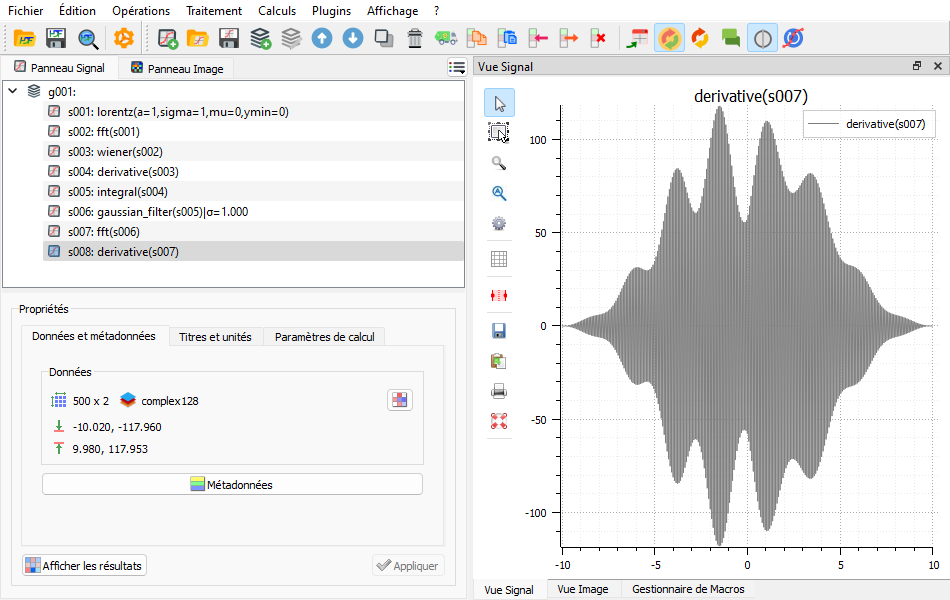 Fichier Édition Opérations Traitement Calculs Plugins Affichage ?
Panneau Signal Panneau Image
g001:
s001: lorentz(a=1,sigma=1,mu=0,ymin=0)
s002: fft(s001)
s003: wiener(s002)
s004: derivative(s003)
s005: integral(s004)
s006: gaussian_filter(s005)|σ=1.000
s007: fft(s006)
s008: derivative(s007)
Propriétés
Données et métadonnées Titres et unités Paramètres de calcul
Données
500 x 2 complex128
-10.020, -117.960
9.980, 117.953
Métadonnées
Afficher les résultats Appliquer
Vue Signal
derivative(s007)
derivative(s007)
100
50
0
-50
-100
-10 -5 0 5 10
Vue Signal Vue Image Gestionnaire de Macros